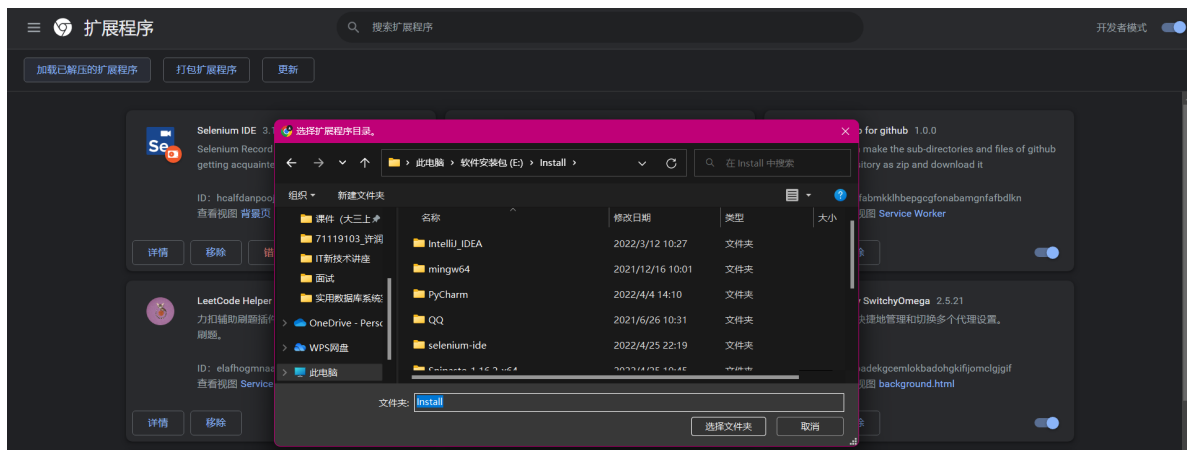 扩展程序
搜索扩展程序
开发者模式
加载已解压的扩展程序 打包扩展程序 更新
Selenium IDE
Selenium Record
getting acquainte
查看视图 背景页
详情 移除
LeetCode Helper
力扣辅助刷题插件
刷题。
查看视图 Service
详情 移除
选择扩展程序目录。
此电脑 › 软件安装包 (E:) › Install ›
在 Install 中搜索
组织 新建文件夹
课件 (大三上
71119103_许润
IT新技术讲座
面试
实用数据库系统
OneDrive - Perso
WPS网盘
此电脑
名称 修改日期 类型 大小
IntelliJ_IDEA 2022/3/12 10:27 文件夹
mingw64 2021/12/16 10:01 文件夹
PyCharm 2022/4/4 14:10 文件夹
QQ 2021/6/26 10:31 文件夹
selenium-ide 2022/4/25 22:19 文件夹
文件夹: Install
选择文件夹 取消
for github 1.0.0
make the sub-directories and files of github
itory as zip and download it
Service Worker
SwitchyOmega 2.5.21
捷地管理和切换多个代理设置。
background.html